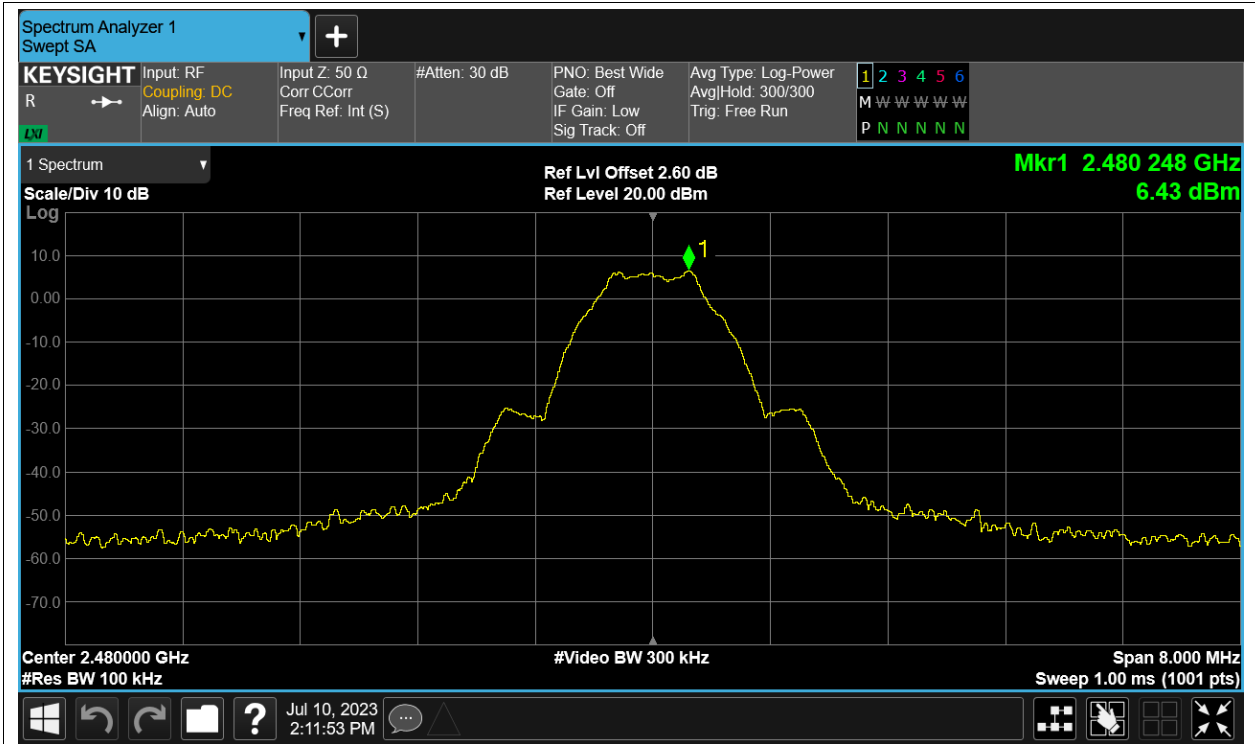 Spectrum Analyzer 1
Swept SA
KEYSIGHT
R
LXI
Input: RF
Coupling: DC
Align: Auto
Input Z: 50 Ω
Corr CCorr
Freq Ref: Int (S)
#Atten: 30 dB
PNO: Best Wide
Gate: Off
IF Gain: Low
Sig Track: Off
Avg Type: Log-Power
Avg|Hold: 300/300
Trig: Free Run
1 2 3 4 5 6
M W W W W W
P N N N N N
1 Spectrum
Scale/Div 10 dB
Log
Ref Lvl Offset 2.60 dB
Ref Level 20.00 dBm
Mkr1 2.480 248 GHz
6.43 dBm
1
10.0
0.00
-10.0
-20.0
-30.0
-40.0
-50.0
-60.0
-70.0
Center 2.480000 GHz
#Res BW 100 kHz
#Video BW 300 kHz
Span 8.000 MHz
Sweep 1.00 ms (1001 pts)
?
Jul 10, 2023
2:11:53 PM